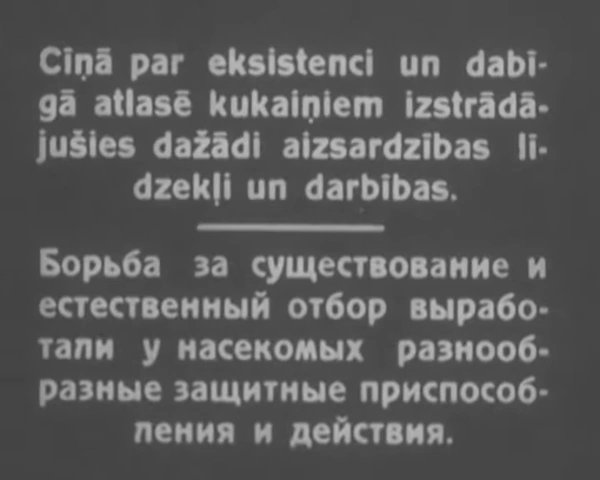 Cīņā par eksistenci un dabī-
gā atlasē kukaiņiem izstrādā-
jušies dažādi aizsardzības lī-
dzekļi un darbības.
Борьба за существование и
естественный отбор вырабо-
тали у насекомых разнооб-
разные защитные приспособ-
ления и действия.